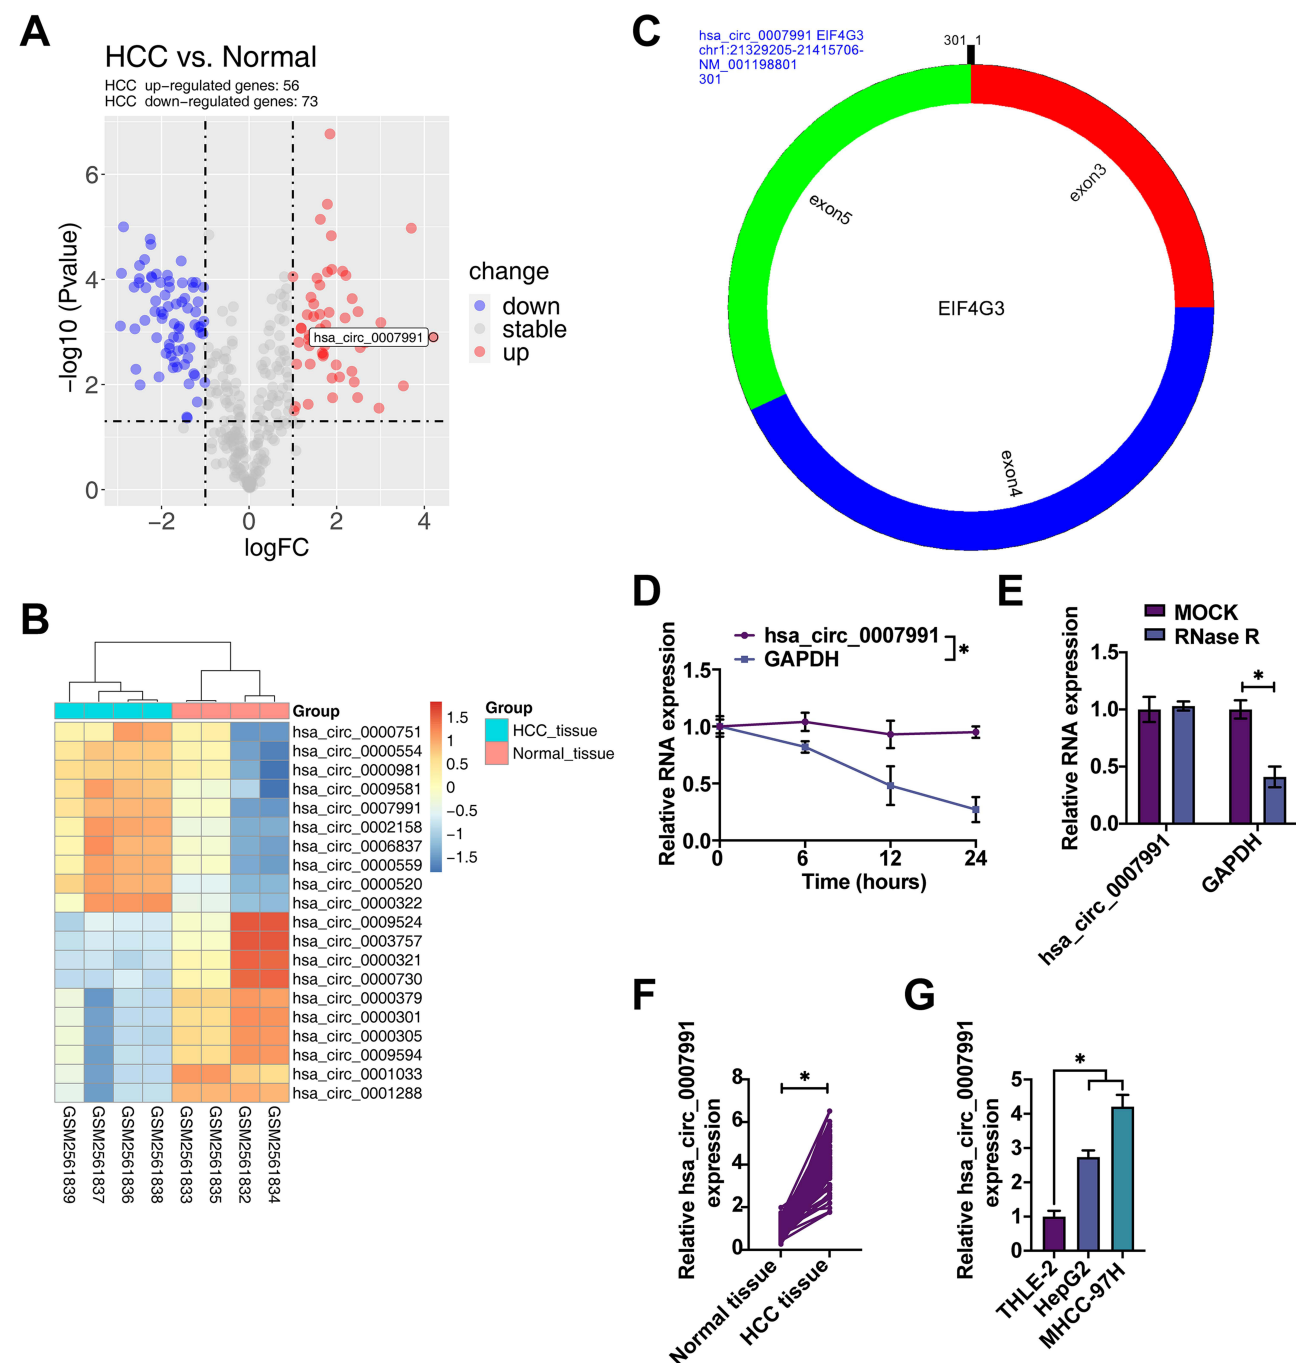 A
HCC vs. Normal
HCC up-regulated genes: 56
HCC down-regulated genes: 73
-log10 (Pvalue)
6
4
2
0
-2
0
2
4
logFC
hsa_circ_0007991
change
down
stable
up
B
Group
hsa_circ_0000751
hsa_circ_0000554
hsa_circ_0000981
hsa_circ_0009581
hsa_circ_0007991
hsa_circ_0002158
hsa_circ_0006837
hsa_circ_0000559
hsa_circ_0000520
hsa_circ_0000322
hsa_circ_0009524
hsa_circ_0003757
hsa_circ_0000321
hsa_circ_0000730
hsa_circ_0000379
hsa_circ_0000301
hsa_circ_0000305
hsa_circ_0009594
hsa_circ_0001033
hsa_circ_0001288
GSM2561839
GSM2561837
GSM2561836
GSM2561838
GSM2561833
GSM2561835
GSM2561832
GSM2561834
1.5
1
0.5
0
-0.5
-1
-1.5
Group
HCC_tissue
Normal_tissue
C
hsa_circ_0007991 EIF4G3
chr1:21329205-21415706-
NM_001198801
301
301 1
exon3
exon5
EIF4G3
exon4
D
hsa_circ_0007991
GAPDH
*
Relative RNA expression
1.5
1.0
0.5
0.0
0
6
12
24
Time (hours)
E
MOCK
RNase R
Relative RNA expression
1.5
1.0
0.5
0.0
*
hsa_circ_0007991
GAPDH
F
Relative hsa_circ_0007991
expression
8
6
4
2
0
*
Normal tissue
HCC tissue
G
Relative hsa_circ_0007991
expression
5
4
3
2
1
0
*
THLE-2
HepG2
MHCC-97H